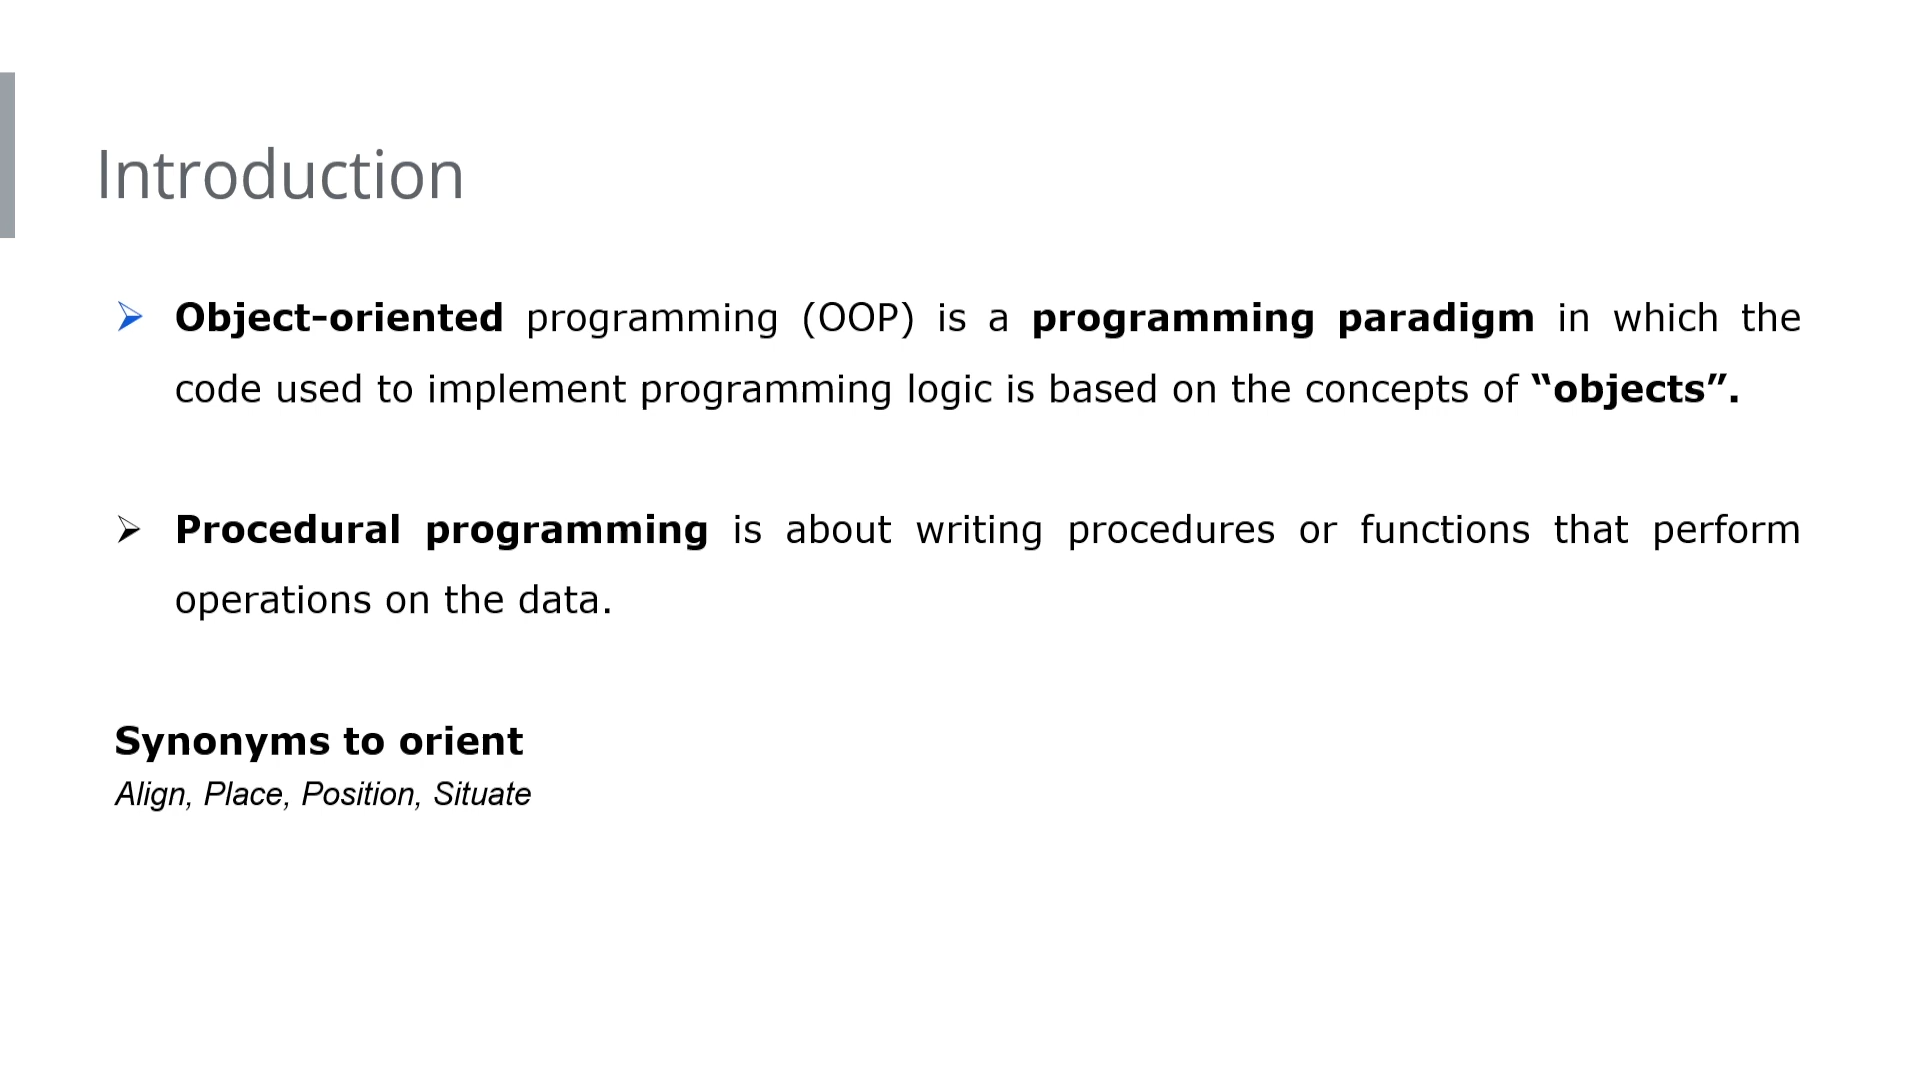 Introduction
Object-oriented programming (OOP) is a programming paradigm in which the
code used to implement programming logic is based on the concepts of “objects”.
Procedural programming is about writing procedures or functions that perform
operations on the data.
Synonyms to orient
Align, Place, Position, Situate